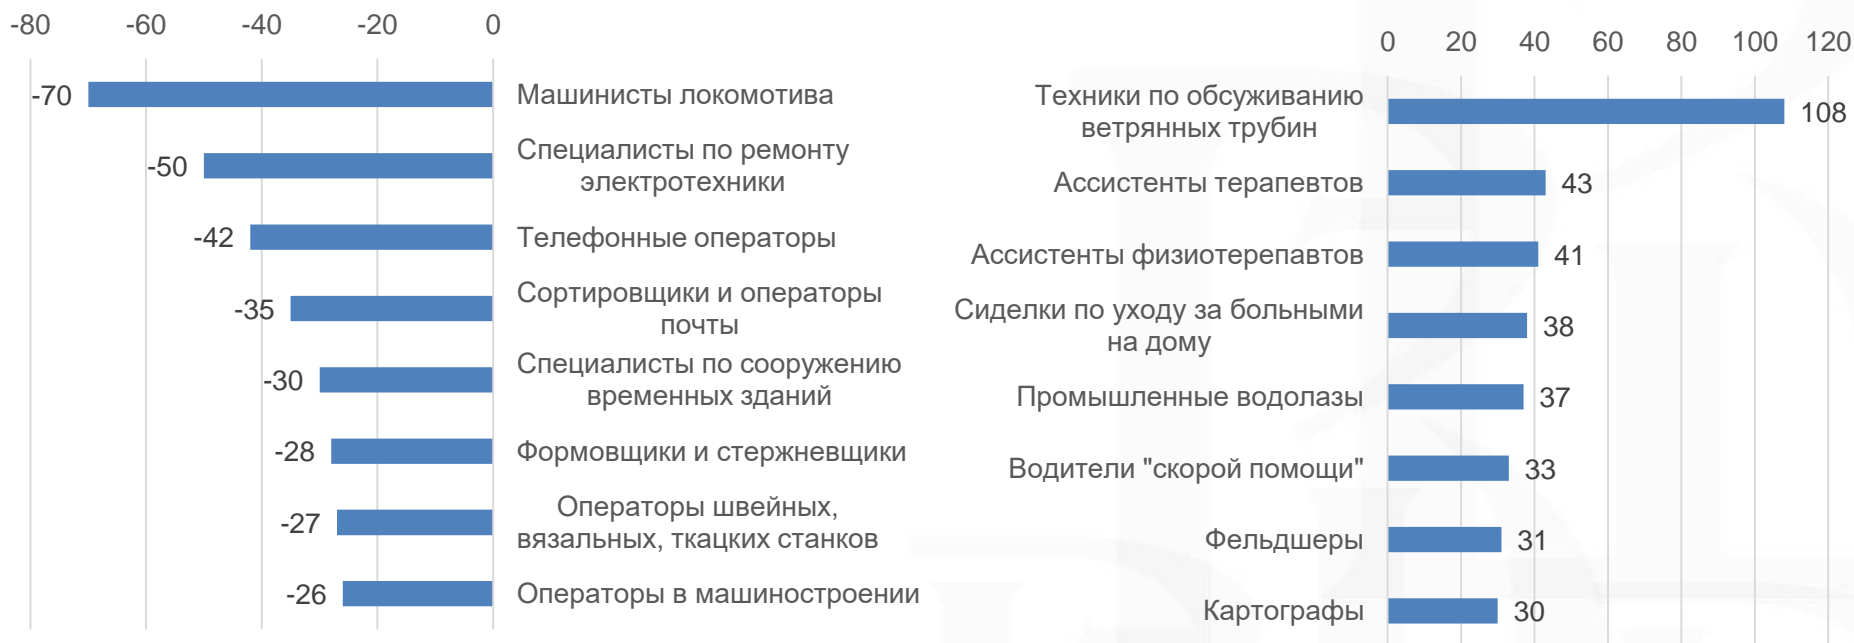 -80 -60 -40 -20 0
-70 Машинисты локомотива
-50 Специалисты по ремонту
электротехники
-42 Телефонные операторы
-35 Сортировщики и операторы
почты
-30 Специалисты по сооружению
временных зданий
-28 Формовщики и стержневщики
-27 Операторы швейных,
вязальных, ткацких станков
-26 Операторы в машиностроении
0 20 40 60 80 100 120
Техники по обсуживанию
ветрянных трубин 108
Ассистенты терапевтов 43
Ассистенты физиотерепавтов 41
Сиделки по уходу за больными
на дому 38
Промышленные водолазы 37
Водители "скорой помощи" 33
Фельдшеры 31
Картографы 30